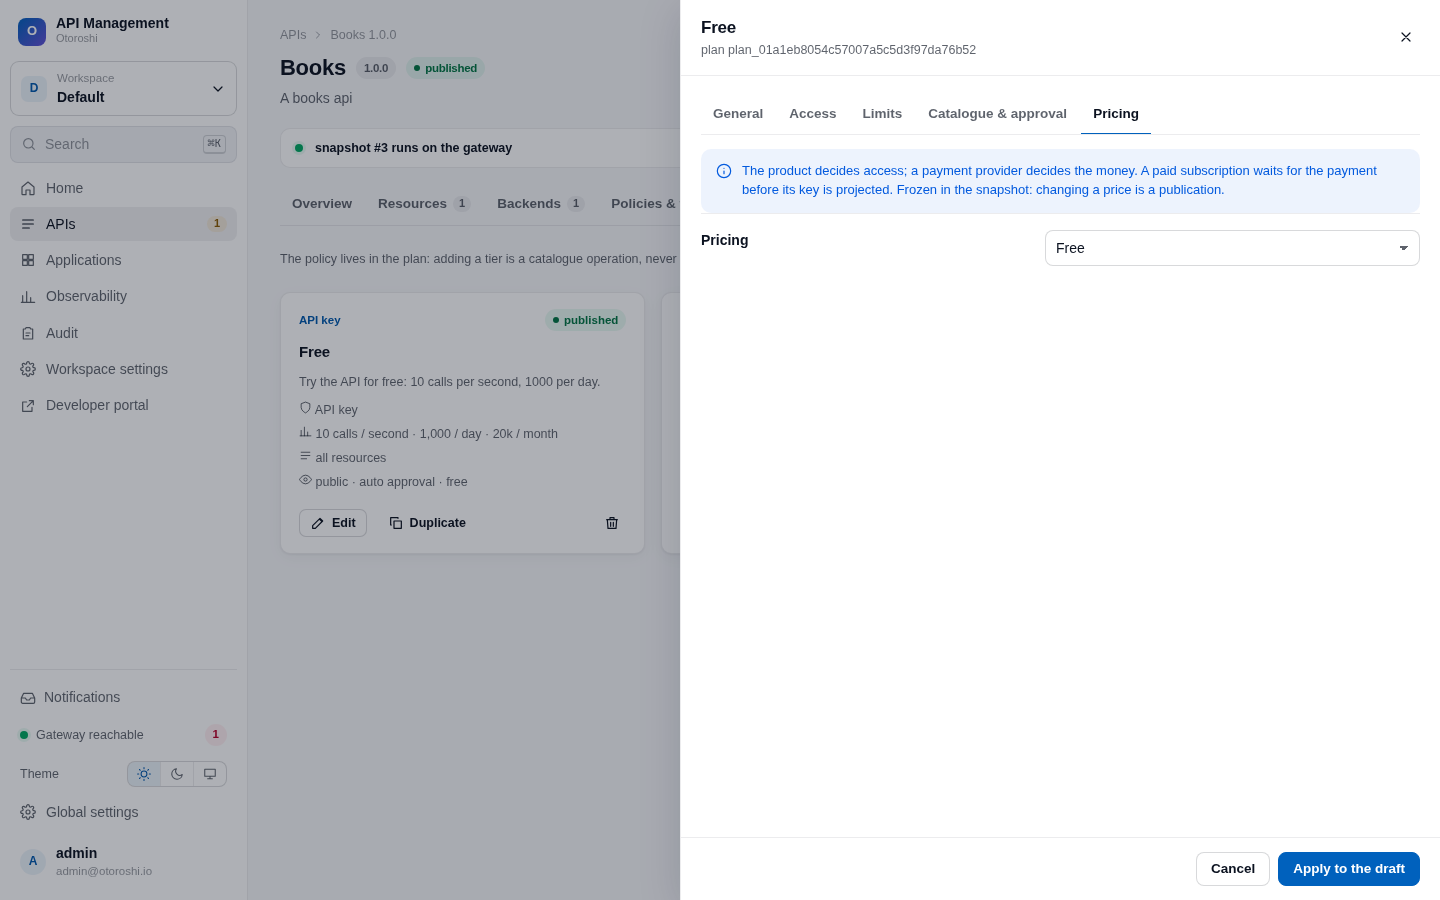 O
API Management
Otoroshi
D
Workspace
Default
Search
⌘K
Home
APIs
1
Applications
Observability
Audit
Workspace settings
Developer portal
Notifications
Gateway reachable
1
Theme
Global settings
A
admin
admin@otoroshi.io
APIs
Books 1.0.0
Books
1.0.0
published
A books api
snapshot #3 runs on the gateway
Overview
Resources 1
Backends 1
Policies &
The policy lives in the plan: adding a tier is a catalogue operation, never
API key
published
Free
Try the API for free: 10 calls per second, 1000 per day.
API key
10 calls / second · 1,000 / day · 20k / month
all resources
public · auto approval · free
Edit
Duplicate
Free
plan plan_01a1eb8054c57007a5c5d3f97da76b52
General
Access
Limits
Catalogue & approval
Pricing
The product decides access; a payment provider decides the money. A paid subscription waits for the payment
before its key is projected. Frozen in the snapshot: changing a price is a publication.
Pricing
Free
Cancel
Apply to the draft